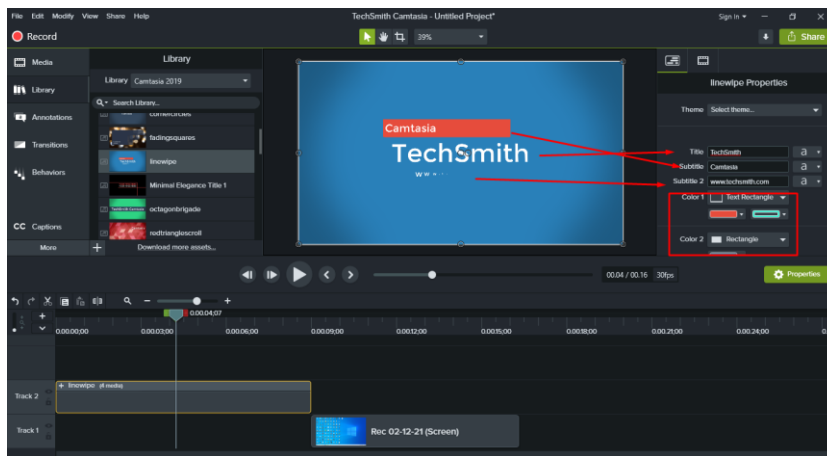 File Edit Modify View Share Help
TechSmith Camtasia - Untitled Project*
Sign In
Record
39%
Share
Media
Library
Annotations
Transitions
Behaviors
CC Captions
More
Library
Library Camtasia 2019
Search Library...
cornercircles
fadingsquares
linewipe
Minimal Elegance Title 1
octagonbrigade
redtrianglescroll
Download more assets...
Camtasia
TechSmith
linewipe Properties
Theme Select theme...
Title TechSmith
Subtitle Camtasia
Subtitle 2 www.techsmith.com
Color 1 Text Rectangle
Color 2 Rectangle
00:04 / 00:16 30fps
Properties
0:00:04;07
0:00:00;00 0:00:03;00 0:00:06;00 0:00:09;00 0:00:12;00 0:00:15;00 0:00:18;00 0:00:21;00 0:00:24;00
Track 2
linewipe (4 media)
Track 1
Rec 02-12-21 (Screen)